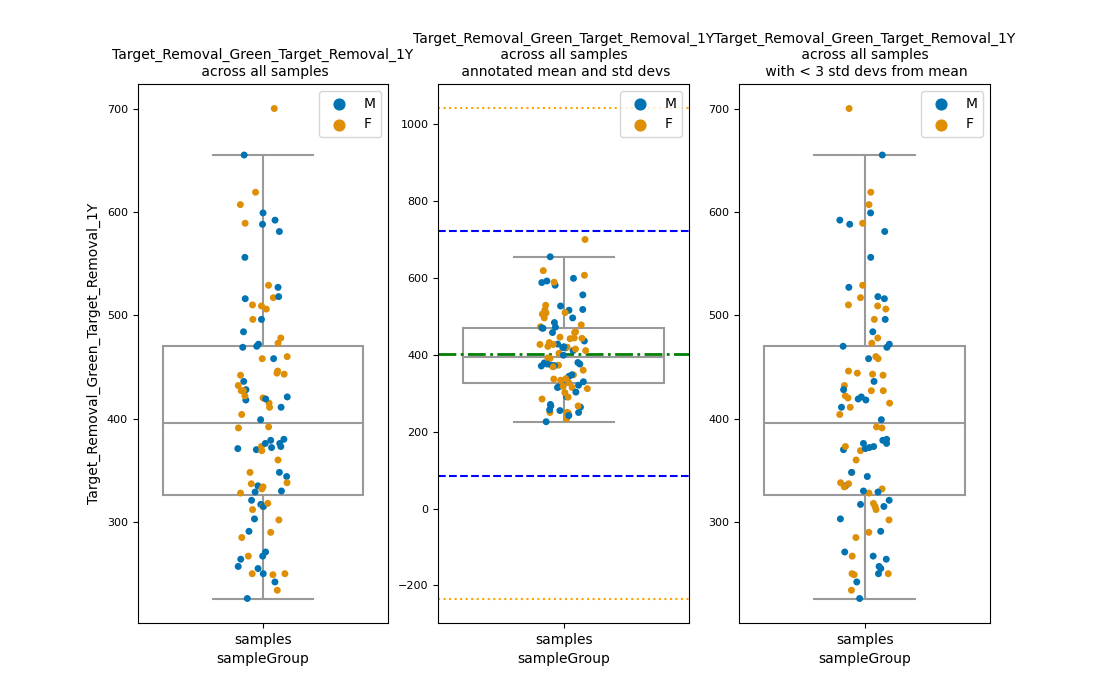 Target_Removal_Green_Target_Removal_1Y
across all samples
Target_Removal_Green_Target_Removal_1Y
across all samples
annotated mean and std devs
Target_Removal_Green_Target_Removal_1Y
across all samples
with < 3 std devs from mean
Target_Removal_Green_Target_Removal_1Y
700
600
500
400
300
M
F
samples
sampleGroup
1000
800
600
400
200
0
−200
M
F
samples
sampleGroup
700
600
500
400
300
M
F
samples
sampleGroup